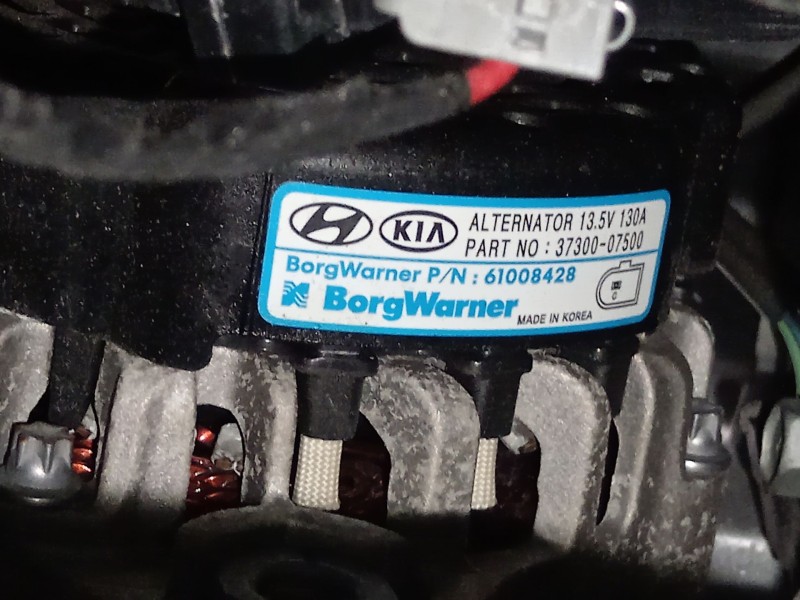 KIA
ALTERNATOR 13.5V 130A
PART NO : 37300-07500
BorgWarner P/N : 61008428
BorgWarner
MADE IN KOREA
C